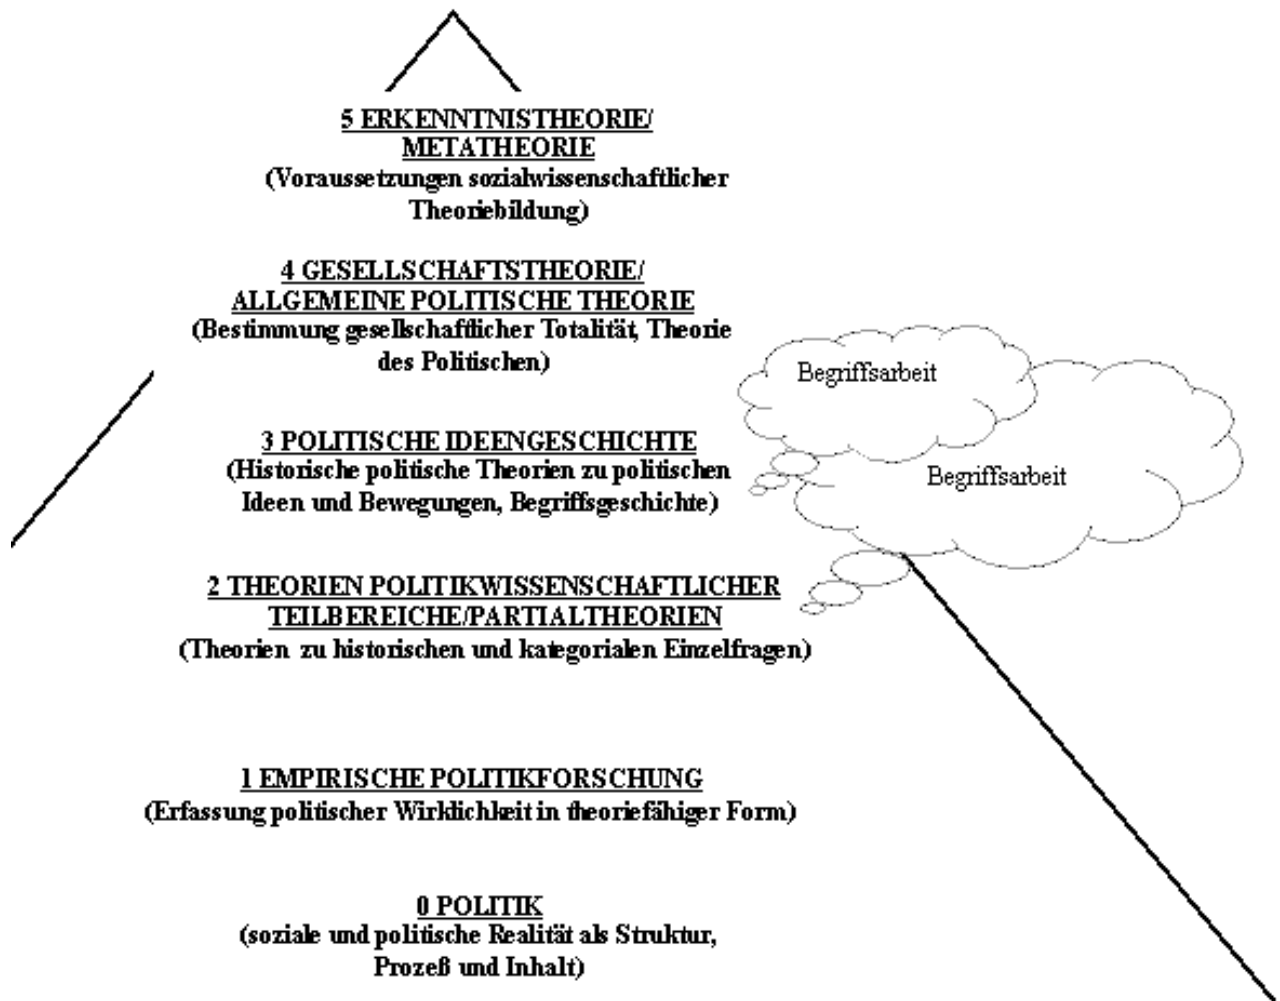 5 ERKENNTNISTHEORIE/
METATHEORIE
(Voraussetzungen sozialwissenschaftlicher
Theoriebildung)
4 GESELLSCHAFTSTHEORIE/
ALLGEMEINE POLITISCHE THEORIE
(Bestimmung gesellschaftlicher Totalität, Theorie
des Politischen)
Begriffsarbeit
3 POLITISCHE IDEENGESCHICHTE
(Historische politische Theorien zu politischen
Ideen und Bewegungen, Begriffsgeschichte)
Begriffsarbeit
2 THEORIEN POLITIKWISSENSCHAFTLICHER
TEILBEREICHE/PARTIALTHEORIEN
(Theorien zu historischen und kategorialen Einzelfragen)
1 EMPIRISCHE POLITIKFORSCHUNG
(Erfassung politischer Wirklichkeit in theoriefähiger Form)
0 POLITIK
(soziale und politische Realität als Struktur,
Prozeß und Inhalt)